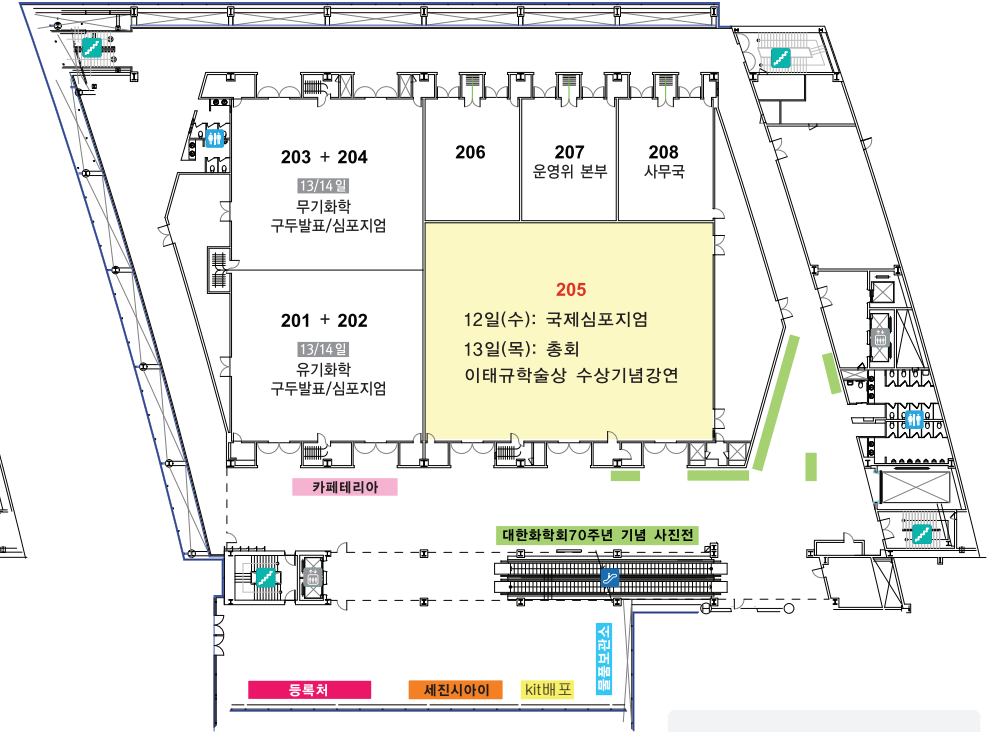 203 + 204
13/14일
무기화학
구두발표/심포지엄
206
207
운영위 본부
208
사무국
201 + 202
13/14일
유기화학
구두발표/심포지엄
205
12일(수): 국제심포지엄
13일(목): 총회
이태규학술상 수상기념강연
카페테리아
대한화학회70주년 기념 사진전
물품보관소
등록처
세진시아이
kit배포